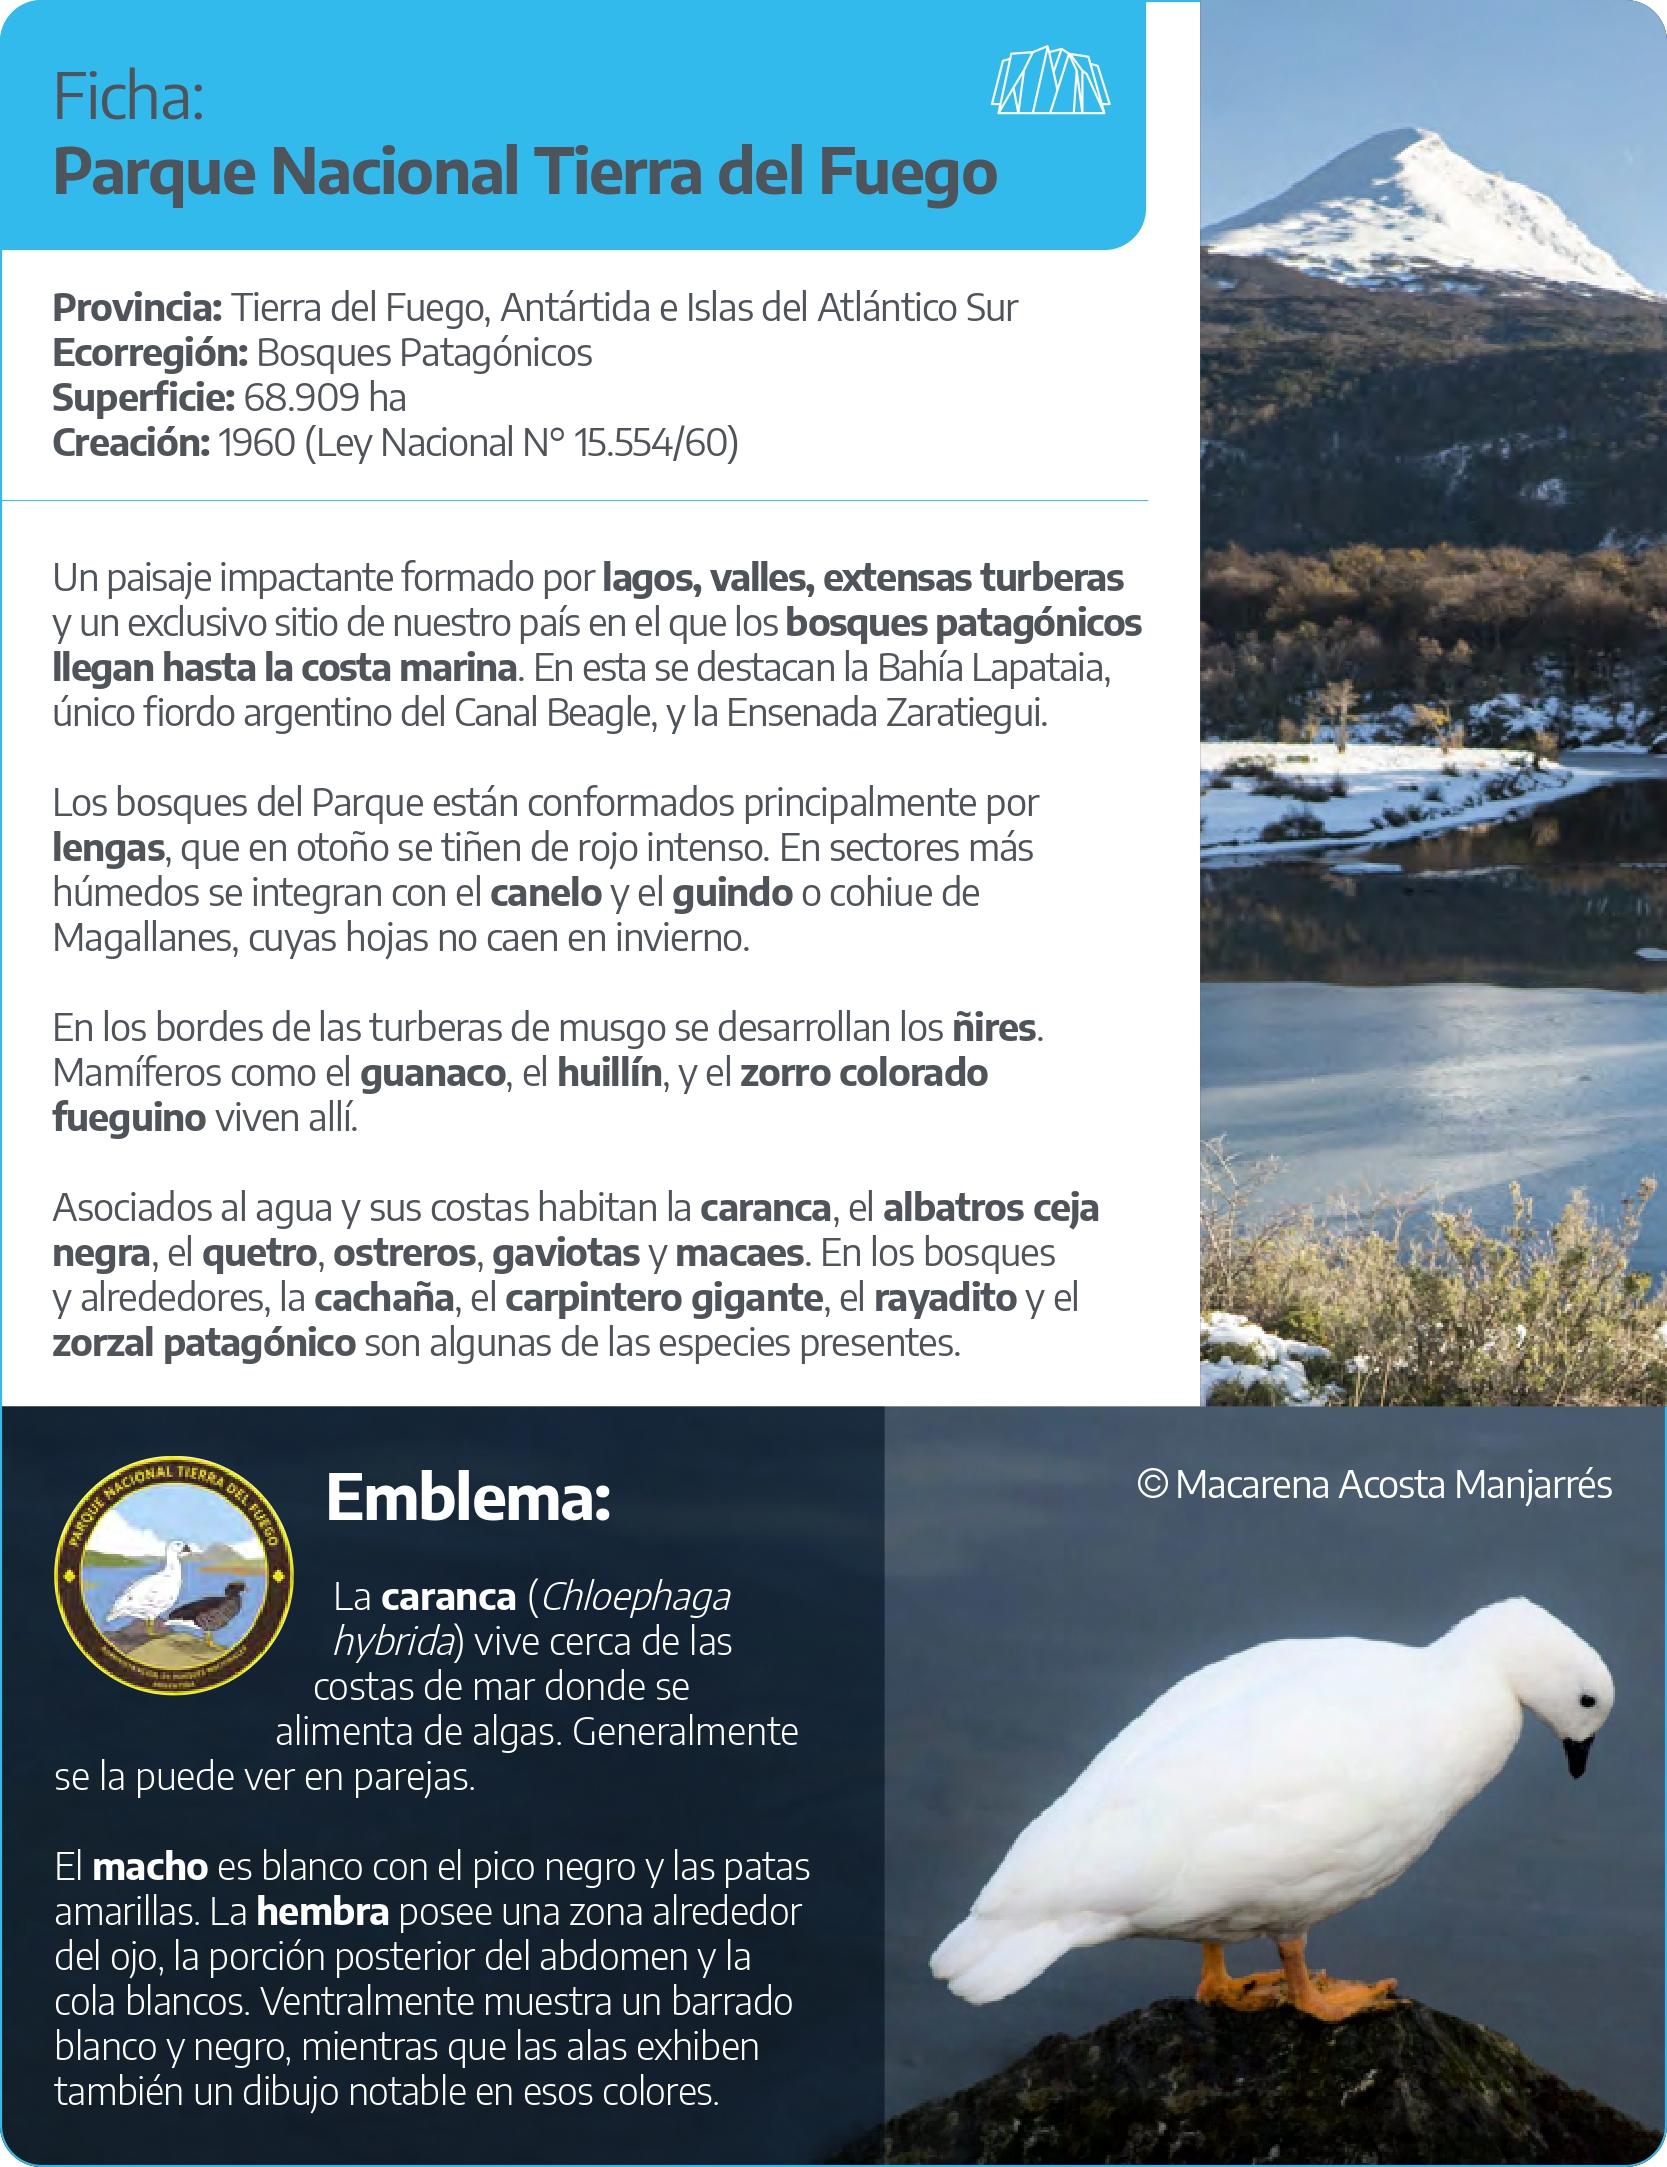 Ficha:
Parque Nacional Tierra del Fuego
Provincia: Tierra del Fuego, Antártida e Islas del Atlántico Sur
Ecorregión: Bosques Patagónicos
Superficie: 68.909 ha
Creación: 1960 (Ley Nacional N° 15.554/60)
Un paisaje impactante formado por lagos, valles, extensas turberas
y un exclusivo sitio de nuestro país en el que los bosques patagónicos
llegan hasta la costa marina. En esta se destacan la Bahía Lapataia,
único fiordo argentino del Canal Beagle, y la Ensenada Zaratiegui.
Los bosques del Parque están conformados principalmente por
lengas, que en otoño se tiñen de rojo intenso. En sectores más
húmedos se integran con el canelo y el guindo o cohiue de
Magallanes, cuyas hojas no caen en invierno.
En los bordes de las turberas de musgo se desarrollan los ñires.
Mamíferos como el guanaco, el huillín, y el zorro colorado
fueguino viven allí.
Asociados al agua y sus costas habitan la caranca, el albatros ceja
negra, el quetro, ostreros, gaviotas y macaes. En los bosques
y alrededores, la cachaña, el carpintero gigante, el rayadito y el
zorzal patagónico son algunas de las especies presentes.
PARQUE NACIONAL TIERRA DEL FUEGO
ADMINISTRACION DE PARQUES NACIONALES
ARGENTINA
Emblema:
La caranca (Chloephaga
hybrida) vive cerca de las
costas de mar donde se
alimenta de algas. Generalmente
se la puede ver en parejas.
El macho es blanco con el pico negro y las patas
amarillas. La hembra posee una zona alrededor
del ojo, la porción posterior del abdomen y la
cola blancos. Ventralmente muestra un barrado
blanco y negro, mientras que las alas exhiben
también un dibujo notable en esos colores.
© Macarena Acosta Manjarrés